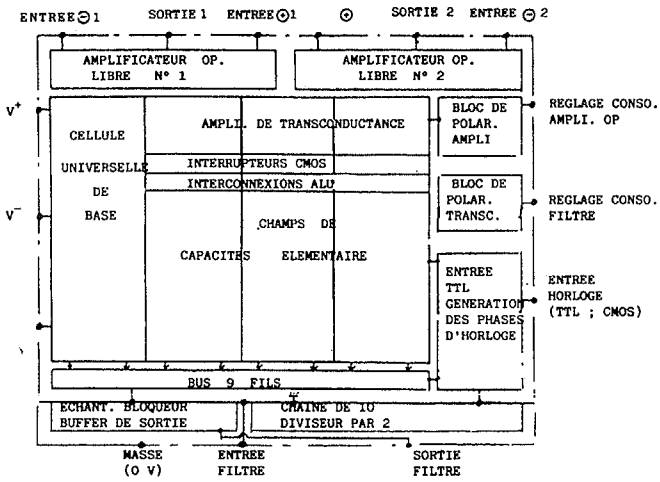 ENTREE ⊖ 1 SORTIE 1 ENTREE ⊕ 1 ⊕ SORTIE 2 ENTREE ⊖ 2
AMPLIFICATEUR OP.
LIBRE N° 1
AMPLIFICATEUR OP.
LIBRE N° 2
V+
V-
CELLULE
UNIVERSELLE
DE
BASE
AMPLI. DE TRANSCONDUCTANCE
INTERRUPTEURS CMOS
INTERCONNEXIONS ALU
CHAMPS DE
CAPACITES ELEMENTAIRE
BLOC DE
POLAR.
AMPLI
REGLAGE CONSO.
AMPLI. OP
BLOC DE
POLAR.
TRANSC.
REGLAGE CONSO.
FILTRE
ENTREE
TTL
GENERATION
DES PHASES
D'HORLOGE
ENTREE
HORLOGE
(TTL ; CMOS)
BUS 9 FILS
ECHANT. BLOQUEUR
BUFFER DE SORTIE
CHAINE DE 10
DIVISEUR PAR 2
MASSE
(0 V)
ENTREE
FILTRE
SORTIE
FILTRE